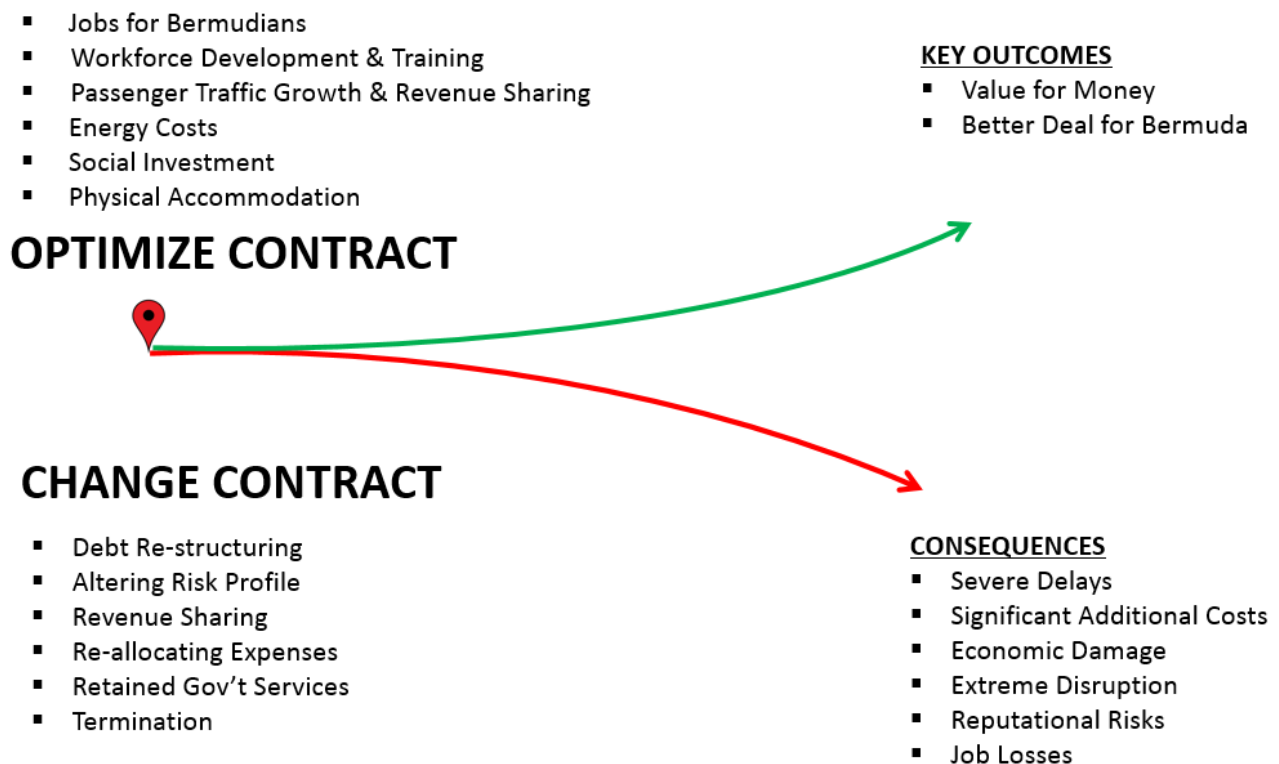 ▪ Jobs for Bermudians
▪ Workforce Development & Training
▪ Passenger Traffic Growth & Revenue Sharing
▪ Energy Costs
▪ Social Investment
▪ Physical Accommodation
OPTIMIZE CONTRACT
KEY OUTCOMES
▪ Value for Money
▪ Better Deal for Bermuda
CHANGE CONTRACT
▪ Debt Re-structuring
▪ Altering Risk Profile
▪ Revenue Sharing
▪ Re-allocating Expenses
▪ Retained Gov’t Services
▪ Termination
CONSEQUENCES
▪ Severe Delays
▪ Significant Additional Costs
▪ Economic Damage
▪ Extreme Disruption
▪ Reputational Risks
▪ Job Losses